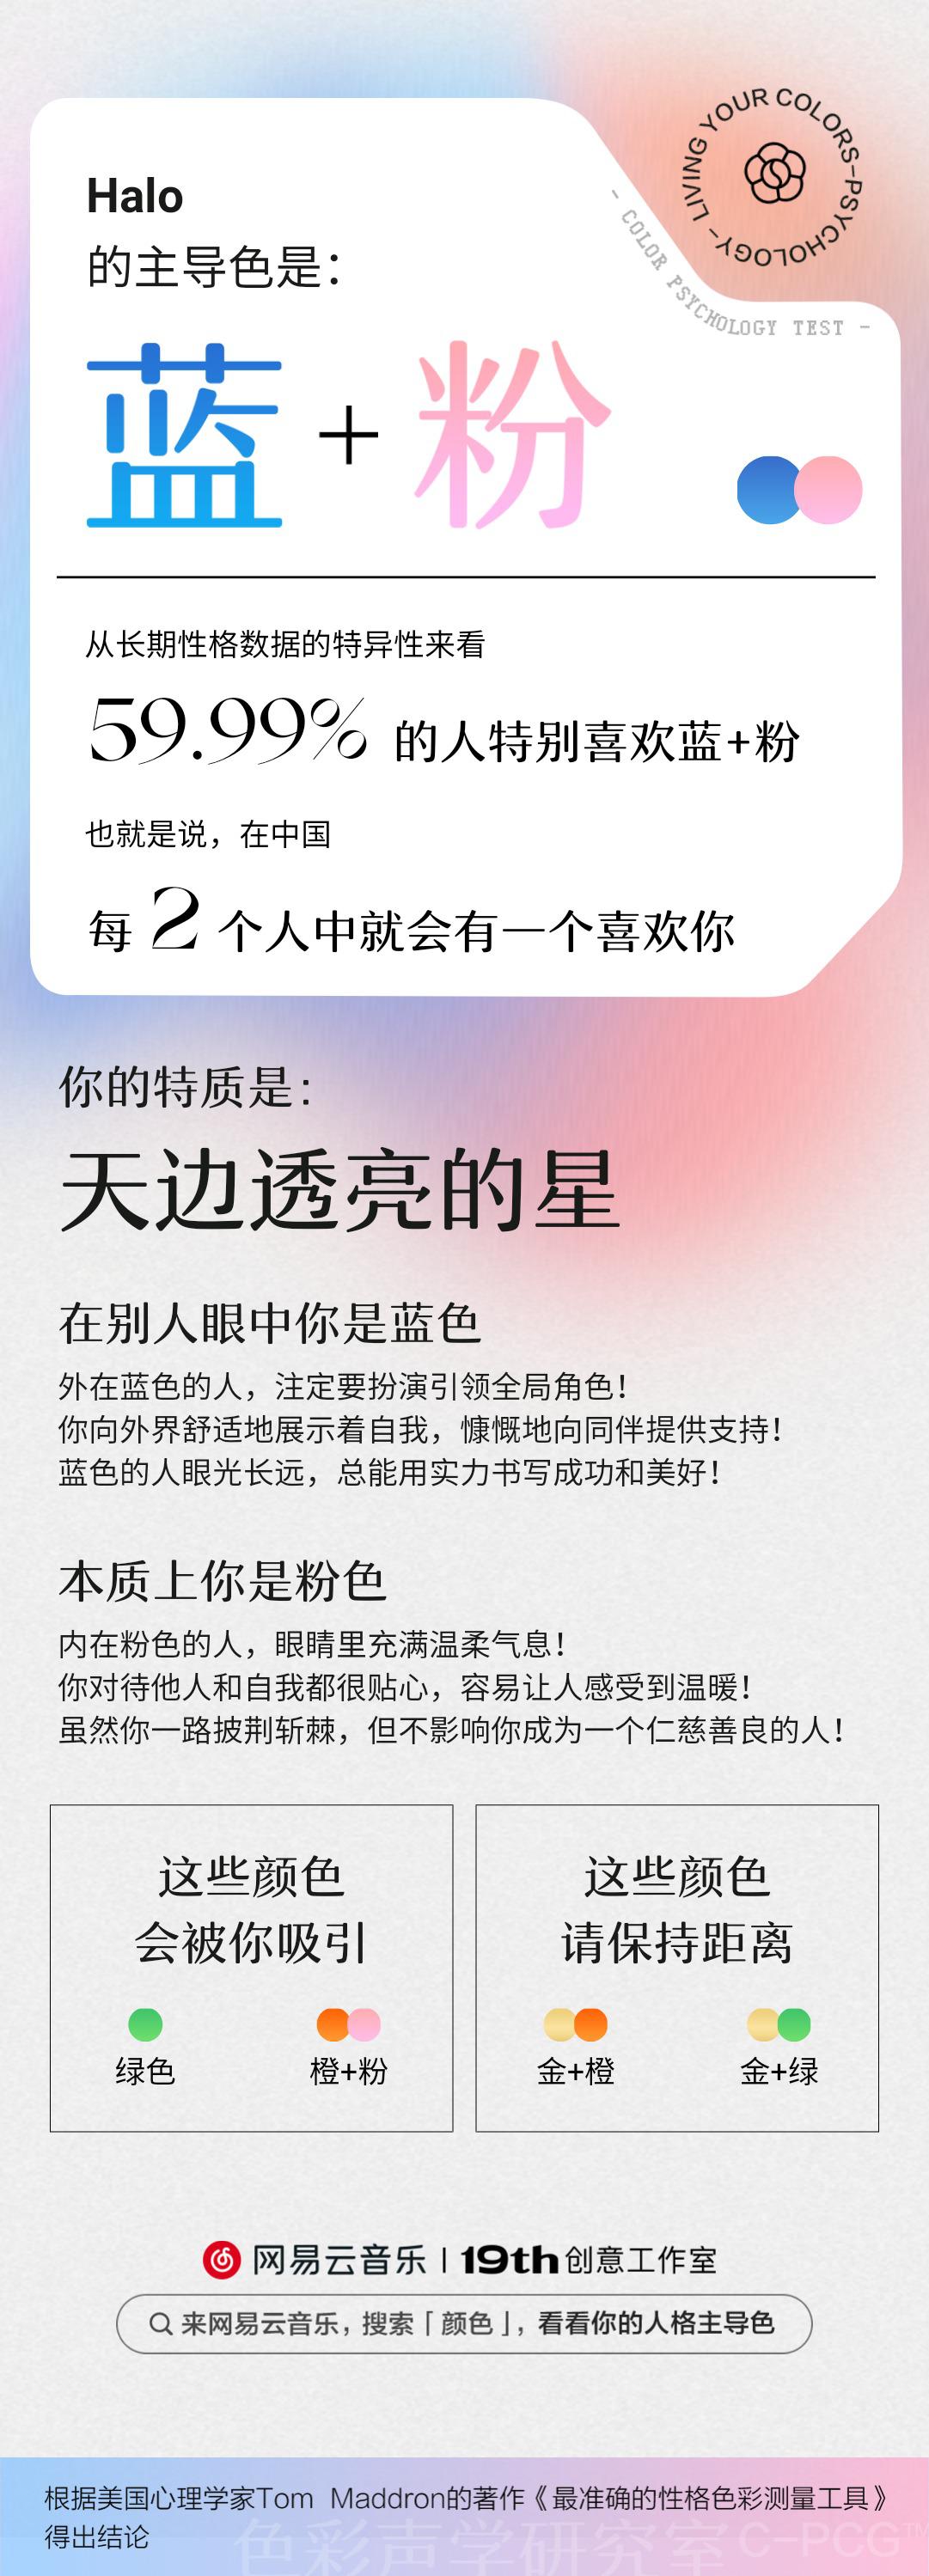 LIVING YOUR COLORS-PSYCHOLOGY -
Halo
的主导色是：
- COLOR PSYCHOLOGY TEST -
蓝+粉
从长期性格数据的特异性来看
59.99% 的人特别喜欢蓝+粉
也就是说，在中国
每 2 个人中就会有一个喜欢你
你的特质是：
天边透亮的星
在别人眼中你是蓝色
外在蓝色的人，注定要扮演引领全局角色！
你向外界舒适地展示着自我，慷慨地向同伴提供支持！
蓝色的人眼光长远，总能用实力书写成功和美好！
本质上你是粉色
内在粉色的人，眼睛里充满温柔气息！
你对待他人和自我都很贴心，容易让人感受到温暖！
虽然你一路披荆斩棘，但不影响你成为一个仁慈善良的人！
这些颜色
会被你吸引
绿色
橙+粉
这些颜色
请保持距离
金+橙
金+绿
网易云音乐 | 19th创意工作室
来网易云音乐，搜索「颜色」，看看你的人格主导色
根据美国心理学家Tom Maddron的著作《最准确的性格色彩测量工具》
得出结论
色彩声学研究室C-PCG™